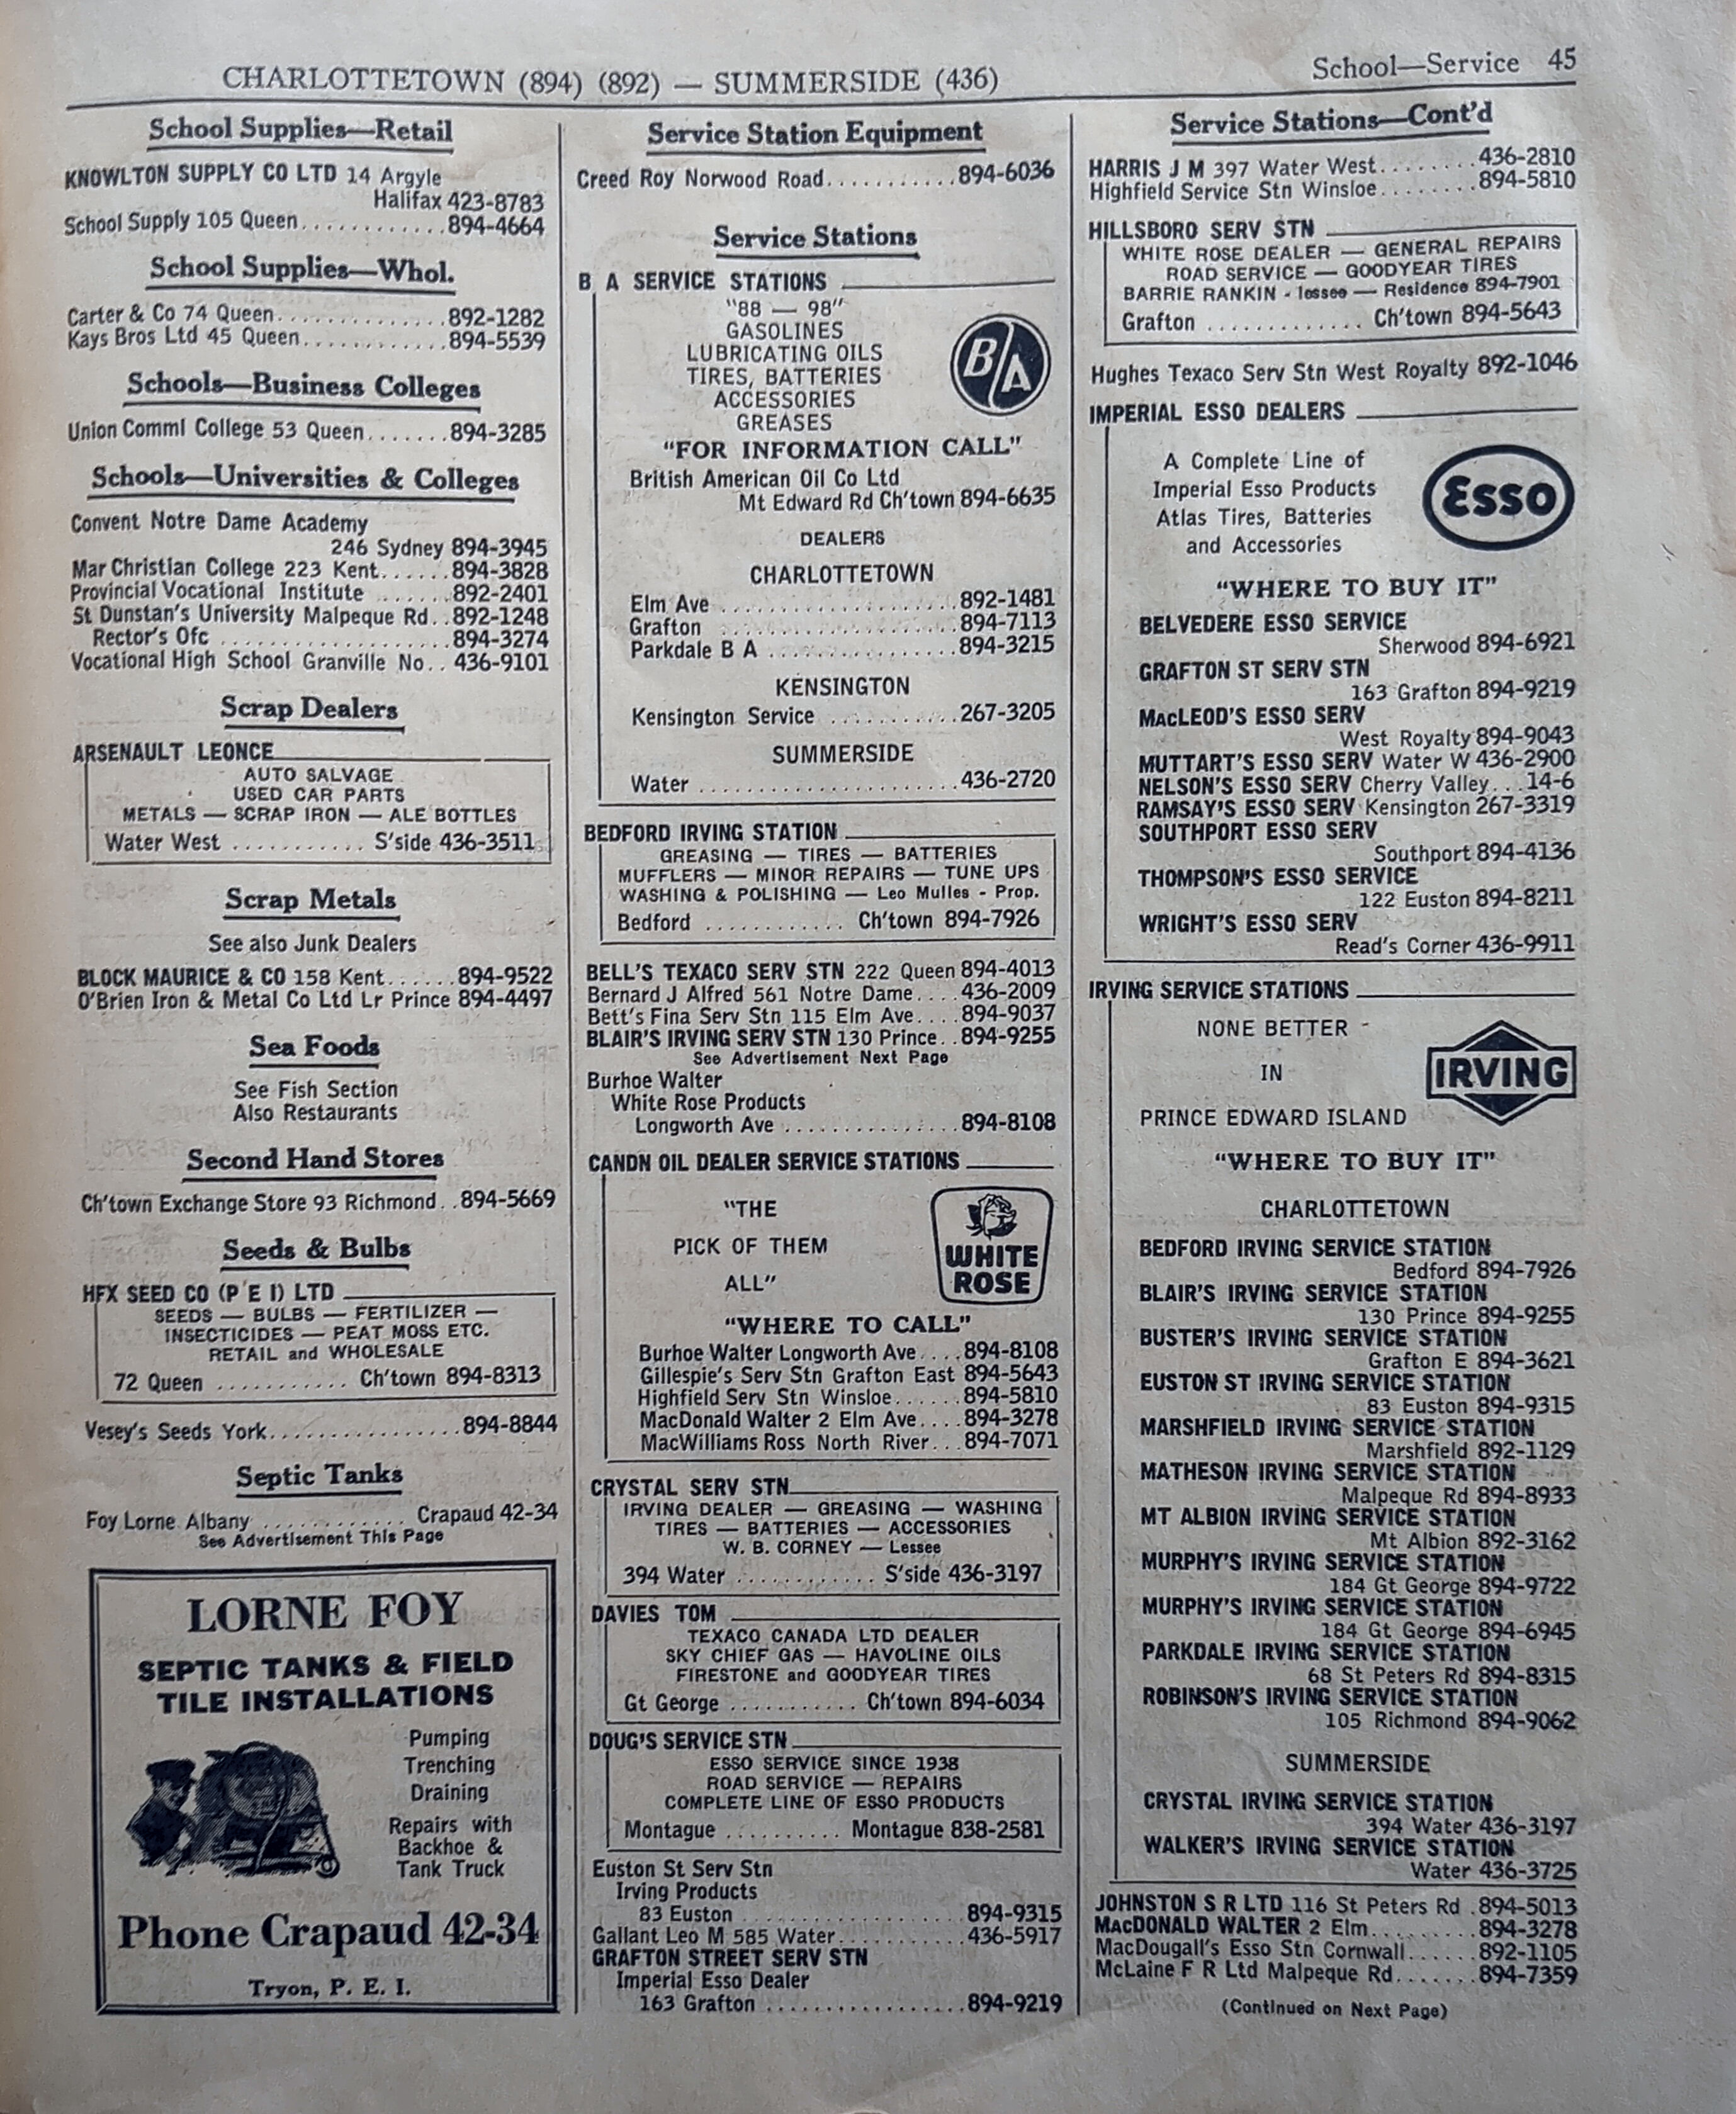 CHARLOTTETOWN (894) (892) — SUMMERSIDE (436)
School—Service 45
School Supplies—Retail
KNOWLTON SUPPLY CO LTD 14 Argyle
Halifax 423-8783
School Supply 105 Queen............894-4664
School Supplies—Whol.
Carter & Co 74 Queen..............892-1282
Kays Bros Ltd 45 Queen............894-5539
Schools—Business Colleges
Union Comml College 53 Queen.......894-3285
Schools—Universities & Colleges
Convent Notre Dame Academy
246 Sydney 894-3945
Mar Christian College 223 Kent......894-3828
Provincial Vocational Institute .......892-2401
St Dunstan's University Malpeque Rd..892-1248
Rector's Ofc ....................894-3274
Vocational High School Granville No.. 436-9101
Scrap Dealers
ARSENAULT LEONCE
AUTO SALVAGE
USED CAR PARTS
METALS — SCRAP IRON — ALE BOTTLES
Water West ........... S'side 436-3511
Scrap Metals
See also Junk Dealers
BLOCK MAURICE & CO 158 Kent......894-9522
O'Brien Iron & Metal Co Ltd Lr Prince 894-4497
Sea Foods
See Fish Section
Also Restaurants
Second Hand Stores
Ch'town Exchange Store 93 Richmond..894-5669
Seeds & Bulbs
HFX SEED CO (P E I) LTD
SEEDS — BULBS — FERTILIZER —
INSECTICIDES — PEAT MOSS ETC.
RETAIL and WHOLESALE
72 Queen ........... Ch'town 894-8313
Vesey's Seeds York................894-8844
Septic Tanks
Foy Lorne Albany ............ Crapaud 42-34
See Advertisement This Page
LORNE FOY
SEPTIC TANKS & FIELD
TILE INSTALLATIONS
Pumping
Trenching
Draining
Repairs with
Backhoe &
Tank Truck
Phone Crapaud 42-34
Tryon, P. E. I.
Service Station Equipment
Creed Roy Norwood Road...........894-6036
Service Stations
B A SERVICE STATIONS
"88 — 98"
GASOLINES
LUBRICATING OILS
TIRES, BATTERIES
ACCESSORIES
GREASES
B/A
"FOR INFORMATION CALL"
British American Oil Co Ltd
Mt Edward Rd Ch'town 894-6635
DEALERS
CHARLOTTETOWN
Elm Ave ....................892-1481
Grafton ....................894-7113
Parkdale B A ................894-3215
KENSINGTON
Kensington Service ...........267-3205
SUMMERSIDE
Water ......................436-2720
BEDFORD IRVING STATION
GREASING — TIRES — BATTERIES
MUFFLERS — MINOR REPAIRS — TUNE UPS
WASHING & POLISHING — Leo Mulles - Prop.
Bedford ............ Ch'town 894-7926
BELL'S TEXACO SERV STN 222 Queen 894-4013
Bernard J Alfred 561 Notre Dame....436-2009
Bett's Fina Serv Stn 115 Elm Ave....894-9037
BLAIR'S IRVING SERV STN 130 Prince..894-9255
See Advertisement Next Page
Burhoe Walter
White Rose Products
Longworth Ave ...............894-8108
CANDN OIL DEALER SERVICE STATIONS
"THE
PICK OF THEM
ALL"
WHITE
ROSE
"WHERE TO CALL"
Burhoe Walter Longworth Ave....894-8108
Gillespie's Serv Stn Grafton East 894-5643
Highfield Serv Stn Winsloe......894-5810
MacDonald Walter 2 Elm Ave....894-3278
MacWilliams Ross North River...894-7071
CRYSTAL SERV STN
IRVING DEALER — GREASING — WASHING
TIRES — BATTERIES — ACCESSORIES
W. B. CORNEY — Lessee
394 Water ............ S'side 436-3197
DAVIES TOM
TEXACO CANADA LTD DEALER
SKY CHIEF GAS — HAVOLINE OILS
FIRESTONE and GOODYEAR TIRES
Gt George ........... Ch'town 894-6034
DOUG'S SERVICE STN
ESSO SERVICE SINCE 1938
ROAD SERVICE — REPAIRS
COMPLETE LINE OF ESSO PRODUCTS
Montague .......... Montague 838-2581
Euston St Serv Stn
Irving Products
83 Euston ...................894-9315
Gallant Leo M 585 Water...........436-5917
GRAFTON STREET SERV STN
Imperial Esso Dealer
163 Grafton .................894-9219
Service Stations—Cont'd
HARRIS J M 397 Water West........436-2810
Highfield Service Stn Winsloe........894-5810
HILLSBORO SERV STN
WHITE ROSE DEALER — GENERAL REPAIRS
ROAD SERVICE — GOODYEAR TIRES
BARRIE RANKIN - lessee — Residence 894-7901
Grafton ............. Ch'town 894-5643
Hughes Texaco Serv Stn West Royalty 892-1046
IMPERIAL ESSO DEALERS
A Complete Line of
Imperial Esso Products
Atlas Tires, Batteries
and Accessories
Esso
"WHERE TO BUY IT"
BELVEDERE ESSO SERVICE
Sherwood 894-6921
GRAFTON ST SERV STN
163 Grafton 894-9219
MACLEOD'S ESSO SERV
West Royalty 894-9043
MUTTART'S ESSO SERV Water W 436-2900
NELSON'S ESSO SERV Cherry Valley...14-6
RAMSAY'S ESSO SERV Kensington 267-3319
SOUTHPORT ESSO SERV
Southport 894-4136
THOMPSON'S ESSO SERVICE
122 Euston 894-8211
WRIGHT'S ESSO SERV
Read's Corner 436-9911
IRVING SERVICE STATIONS
NONE BETTER
IN
PRINCE EDWARD ISLAND
IRVING
"WHERE TO BUY IT"
CHARLOTTETOWN
BEDFORD IRVING SERVICE STATION
Bedford 894-7926
BLAIR'S IRVING SERVICE STATION
130 Prince 894-9255
BUSTER'S IRVING SERVICE STATION
Grafton E 894-3621
EUSTON ST IRVING SERVICE STATION
83 Euston 894-9315
MARSHFIELD IRVING SERVICE STATION
Marshfield 892-1129
MATHESON IRVING SERVICE STATION
Malpeque Rd 894-8933
MT ALBION IRVING SERVICE STATION
Mt Albion 892-3162
MURPHY'S IRVING SERVICE STATION
184 Gt George 894-9722
MURPHY'S IRVING SERVICE STATION
184 Gt George 894-6945
PARKDALE IRVING SERVICE STATION
68 St Peters Rd 894-8315
ROBINSON'S IRVING SERVICE STATION
105 Richmond 894-9062
SUMMERSIDE
CRYSTAL IRVING SERVICE STATION
394 Water 436-3197
WALKER'S IRVING SERVICE STATION
Water 436-3725
JOHNSTON S R LTD 116 St Peters Rd .894-5013
MACDONALD WALTER 2 Elm.........894-3278
MacDougall's Esso Stn Cornwall......892-1105
McLaine F R Ltd Malpeque Rd.......894-7359
(Continued on Next Page)